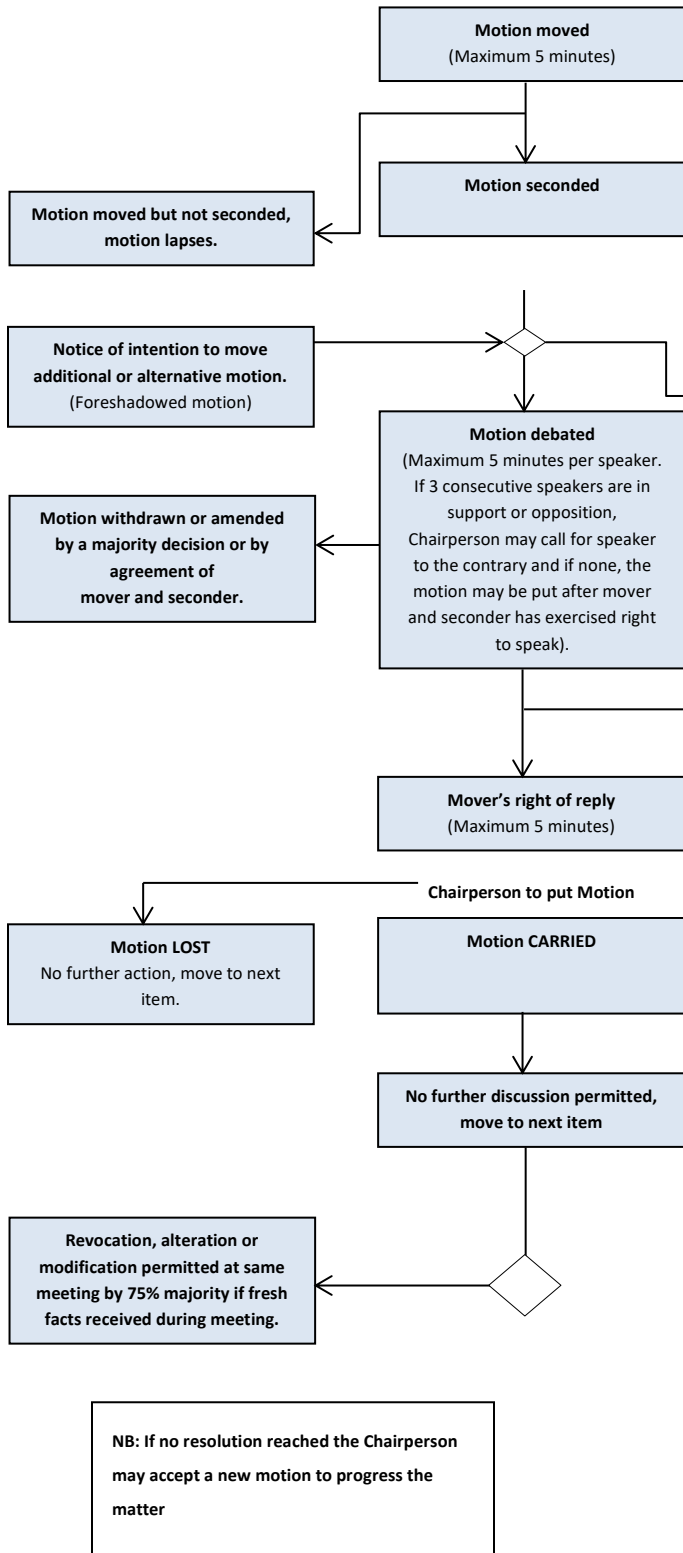 Motion moved
(Maximum 5 minutes)
Motion seconded
Motion moved but not seconded,
motion lapses.
Notice of intention to move
additional or alternative motion.
(Foreshadowed motion)
Motion debated
(Maximum 5 minutes per speaker.
If 3 consecutive speakers are in
support or opposition,
Chairperson may call for speaker
to the contrary and if none, the
motion may be put after mover
and seconder has exercised right
to speak).
Motion withdrawn or amended
by a majority decision or by
agreement of
mover and seconder.
Mover’s right of reply
(Maximum 5 minutes)
Chairperson to put Motion
Motion LOST
No further action, move to next
item.
Motion CARRIED
No further discussion permitted,
move to next item
Revocation, alteration or
modification permitted at same
meeting by 75% majority if fresh
facts received during meeting.
NB: If no resolution reached the Chairperson
may accept a new motion to progress the
matter